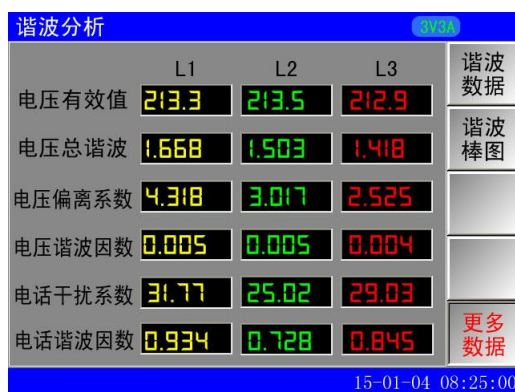 谐波分析 3V3A
L1 L2 L3
电压有效值 213.3 213.5 212.9
电压总谐波 1.668 1.503 1.418
电压偏离系数 4.318 3.017 2.525
电压谐波因数 0.005 0.005 0.004
电话干扰系数 31.77 25.02 29.03
电话谐波因数 0.934 0.728 0.845
谐波
数据
谐波
棒图
更多
数据
15-01-04 08:25:00